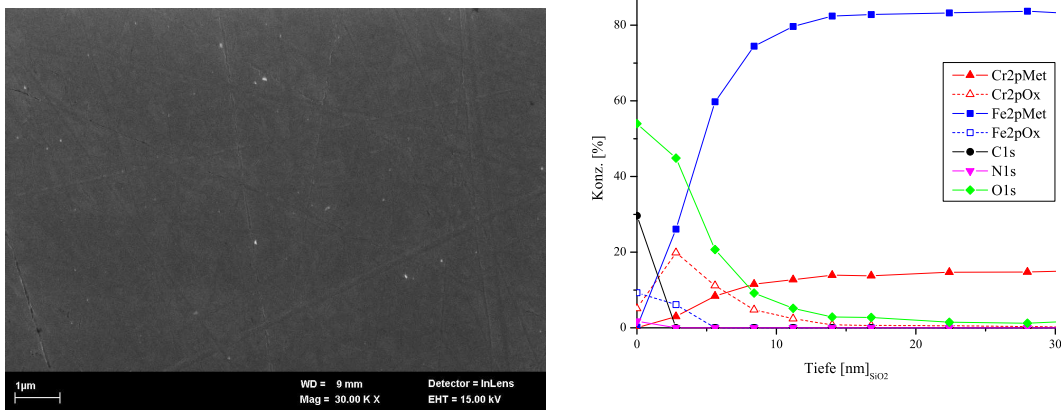 1µm
WD = 9 mm
Mag = 30.00 K X
Detector = InLens
EHT = 15.00 kV
Konz. [%]
80
60
40
20
0
0
10
20
30
Tiefe [nm]SiO2
Cr2pMet
Cr2pOx
Fe2pMet
Fe2pOx
C1s
N1s
O1s